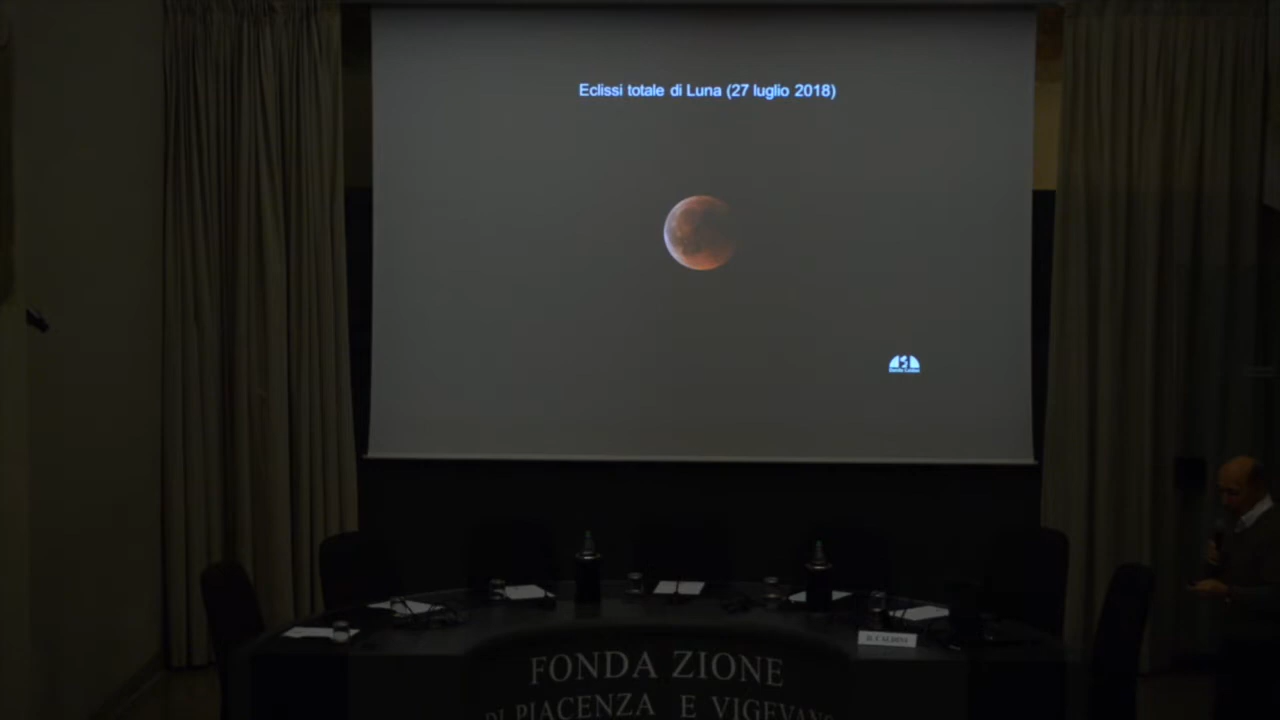 Eclissi totale di Luna (27 luglio 2018)
FONDA ZIONE
DI PIACENZA E VIGEVANO